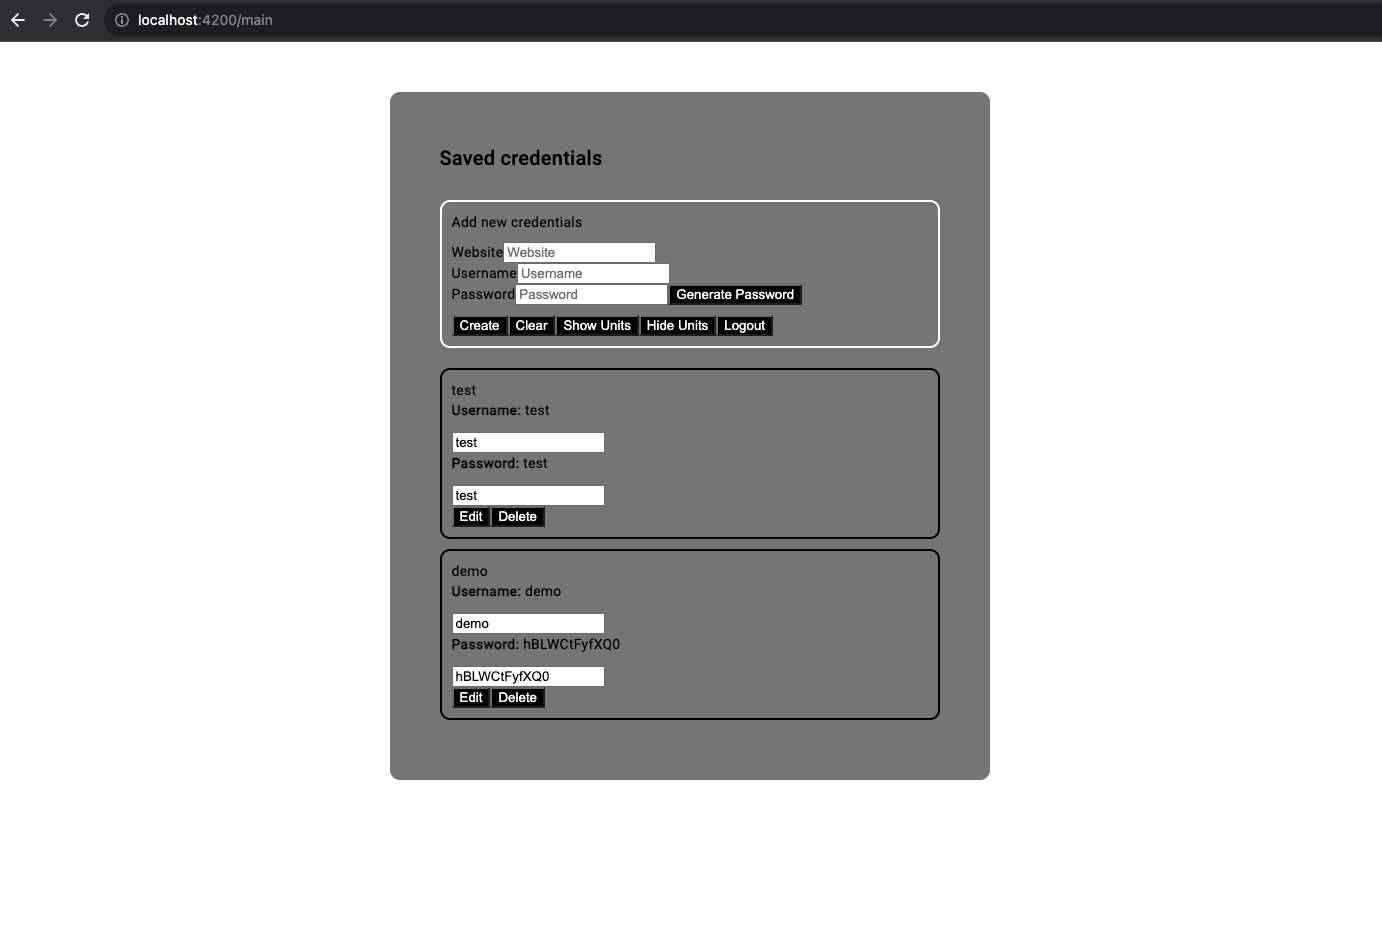 localhost:4200/main
Saved credentials
Add new credentials
Website Website
Username Username
Password Password Generate Password
Create Clear Show Units Hide Units Logout
test
Username: test
test
Password: test
test
Edit Delete
demo
Username: demo
demo
Password: hBLWCtFyfXQ0
hBLWCtFyfXQ0
Edit Delete